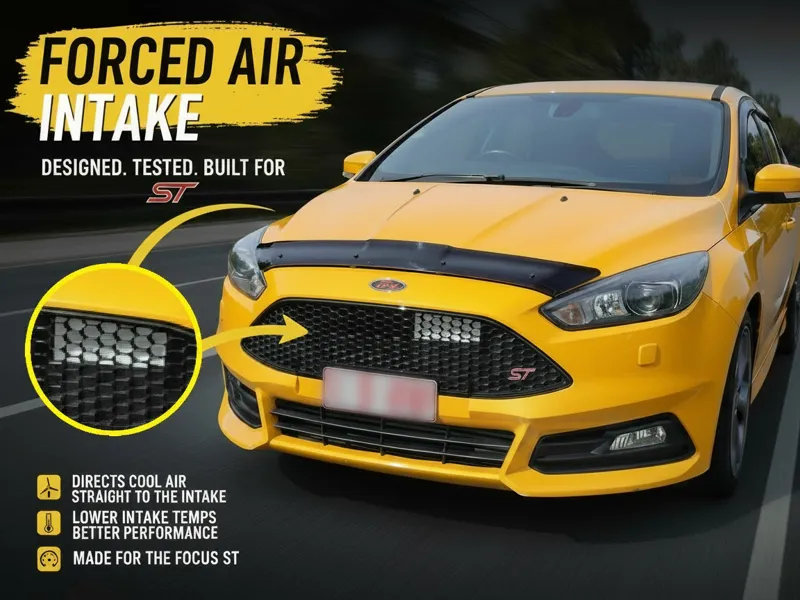 FORCED AIR
INTAKE
DESIGNED. TESTED. BUILT FOR
ST
ST
DIRECTS COOL AIR
STRAIGHT TO THE INTAKE
LOWER INTAKE TEMPS
BETTER PERFORMANCE
MADE FOR THE FOCUS ST